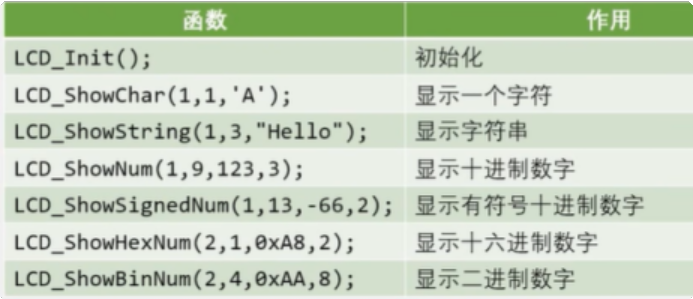 函数 作用
LCD_Init(); 初始化
LCD_ShowChar(1,1,'A'); 显示一个字符
LCD_ShowString(1,3,"Hello"); 显示字符串
LCD_ShowNum(1,9,123,3); 显示十进制数字
LCD_ShowSignedNum(1,13,-66,2); 显示有符号十进制数字
LCD_ShowHexNum(2,1,0xA8,2); 显示十六进制数字
LCD_ShowBinNum(2,4,0xAA,8); 显示二进制数字